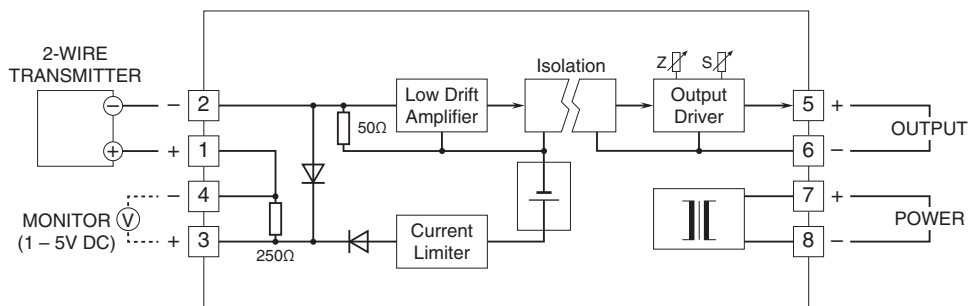 2-WIRE
TRANSMITTER
−
+
− 2
+ 1
− 4
+ 3
MONITOR
(1 – 5V DC)
V
250Ω
50Ω
Low Drift
Amplifier
Current
Limiter
Isolation
Z S
Output
Driver
5 +
6 −
OUTPUT
7 +
8 −
POWER